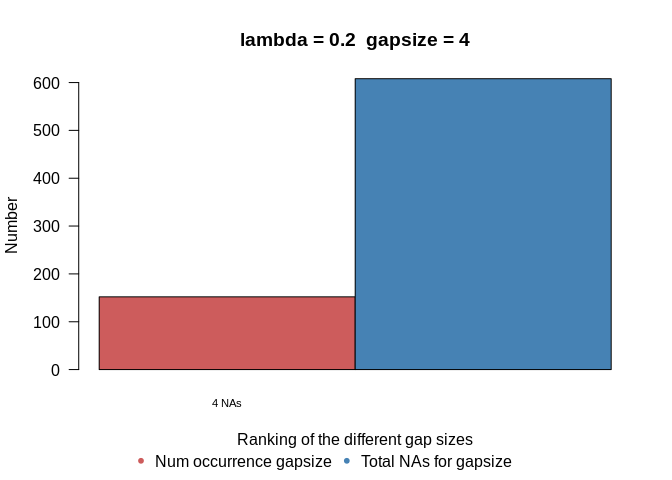 lambda = 0.2  gapsize = 4
600
500
400
300
200
100
0
Number
4 NAs
Ranking of the different gap sizes
Num occurrence gapsize
Total NAs for gapsize